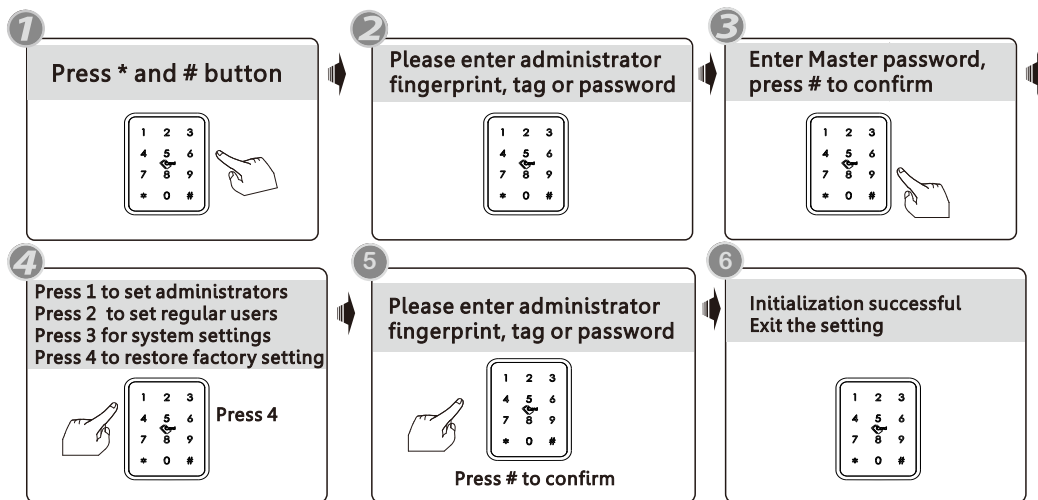 1
Press * and # button
1 2 3
4 5 6
7 8 9
* 0 #
2
Please enter administrator
fingerprint, tag or password
1 2 3
4 5 6
7 8 9
* 0 #
3
Enter Master password,
press # to confirm
1 2 3
4 5 6
7 8 9
* 0 #
4
Press 1 to set administrators
Press 2 to set regular users
Press 3 for system settings
Press 4 to restore factory setting
1 2 3
4 5 6
7 8 9
* 0 #
Press 4
5
Please enter administrator
fingerprint, tag or password
1 2 3
4 5 6
7 8 9
* 0 #
Press # to confirm
6
Initialization successful
Exit the setting
1 2 3
4 5 6
7 8 9
* 0 #